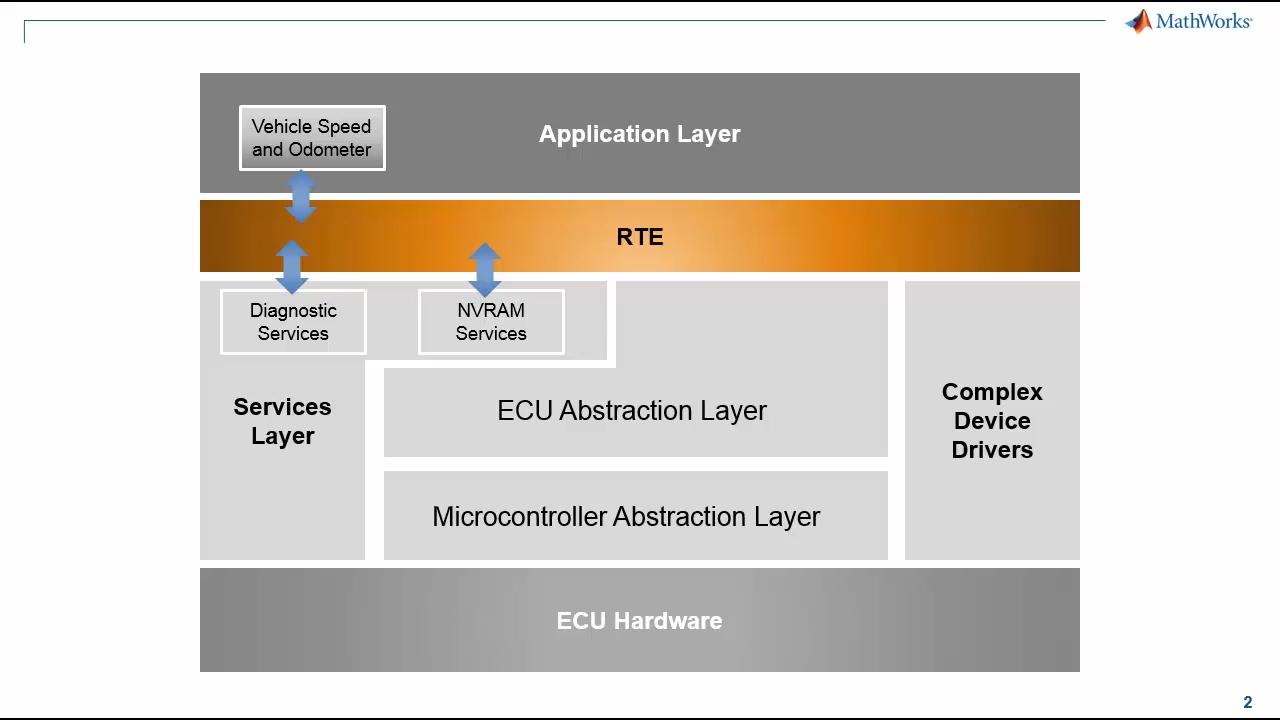 MathWorks
Vehicle Speed
and Odometer
Application Layer
RTE
Diagnostic
Services
NVRAM
Services
Services
Layer
ECU Abstraction Layer
Complex
Device
Drivers
Microcontroller Abstraction Layer
ECU Hardware
2